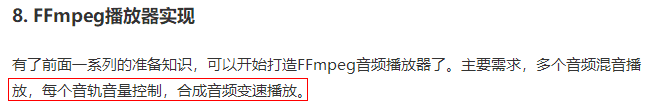 8. FFmpeg播放器实现
有了前面一系列的准备知识，可以开始打造FFmpeg音频播放器了。主要需求，多个音频混音播
放，每个音轨音量控制，合成音频变速播放。